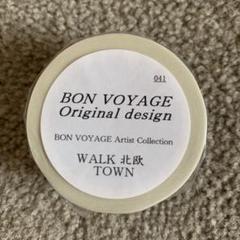 041
BON VOYAGE
Original design
BON VOYAGE Artist Collection
WALK 北欧
TOWN